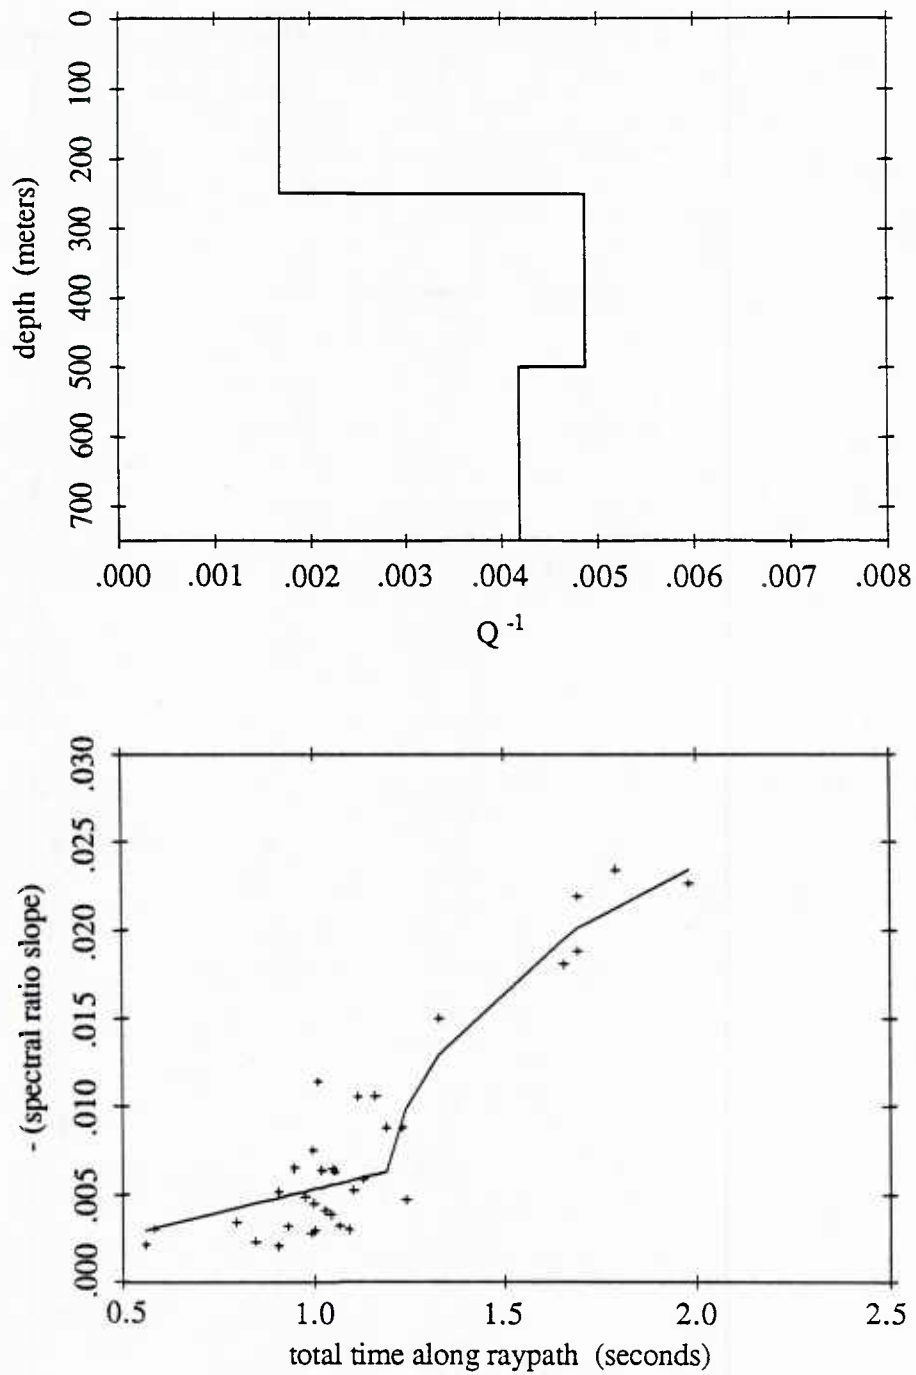 0
100
200
300
400
500
600
700
depth (meters)
.000 .001 .002 .003 .004 .005 .006 .007 .008
Q -1
.030
.025
.020
.015
.010
.005
.000
- (spectral ratio slope)
0.5 1.0 1.5 2.0 2.5
total time along raypath (seconds)